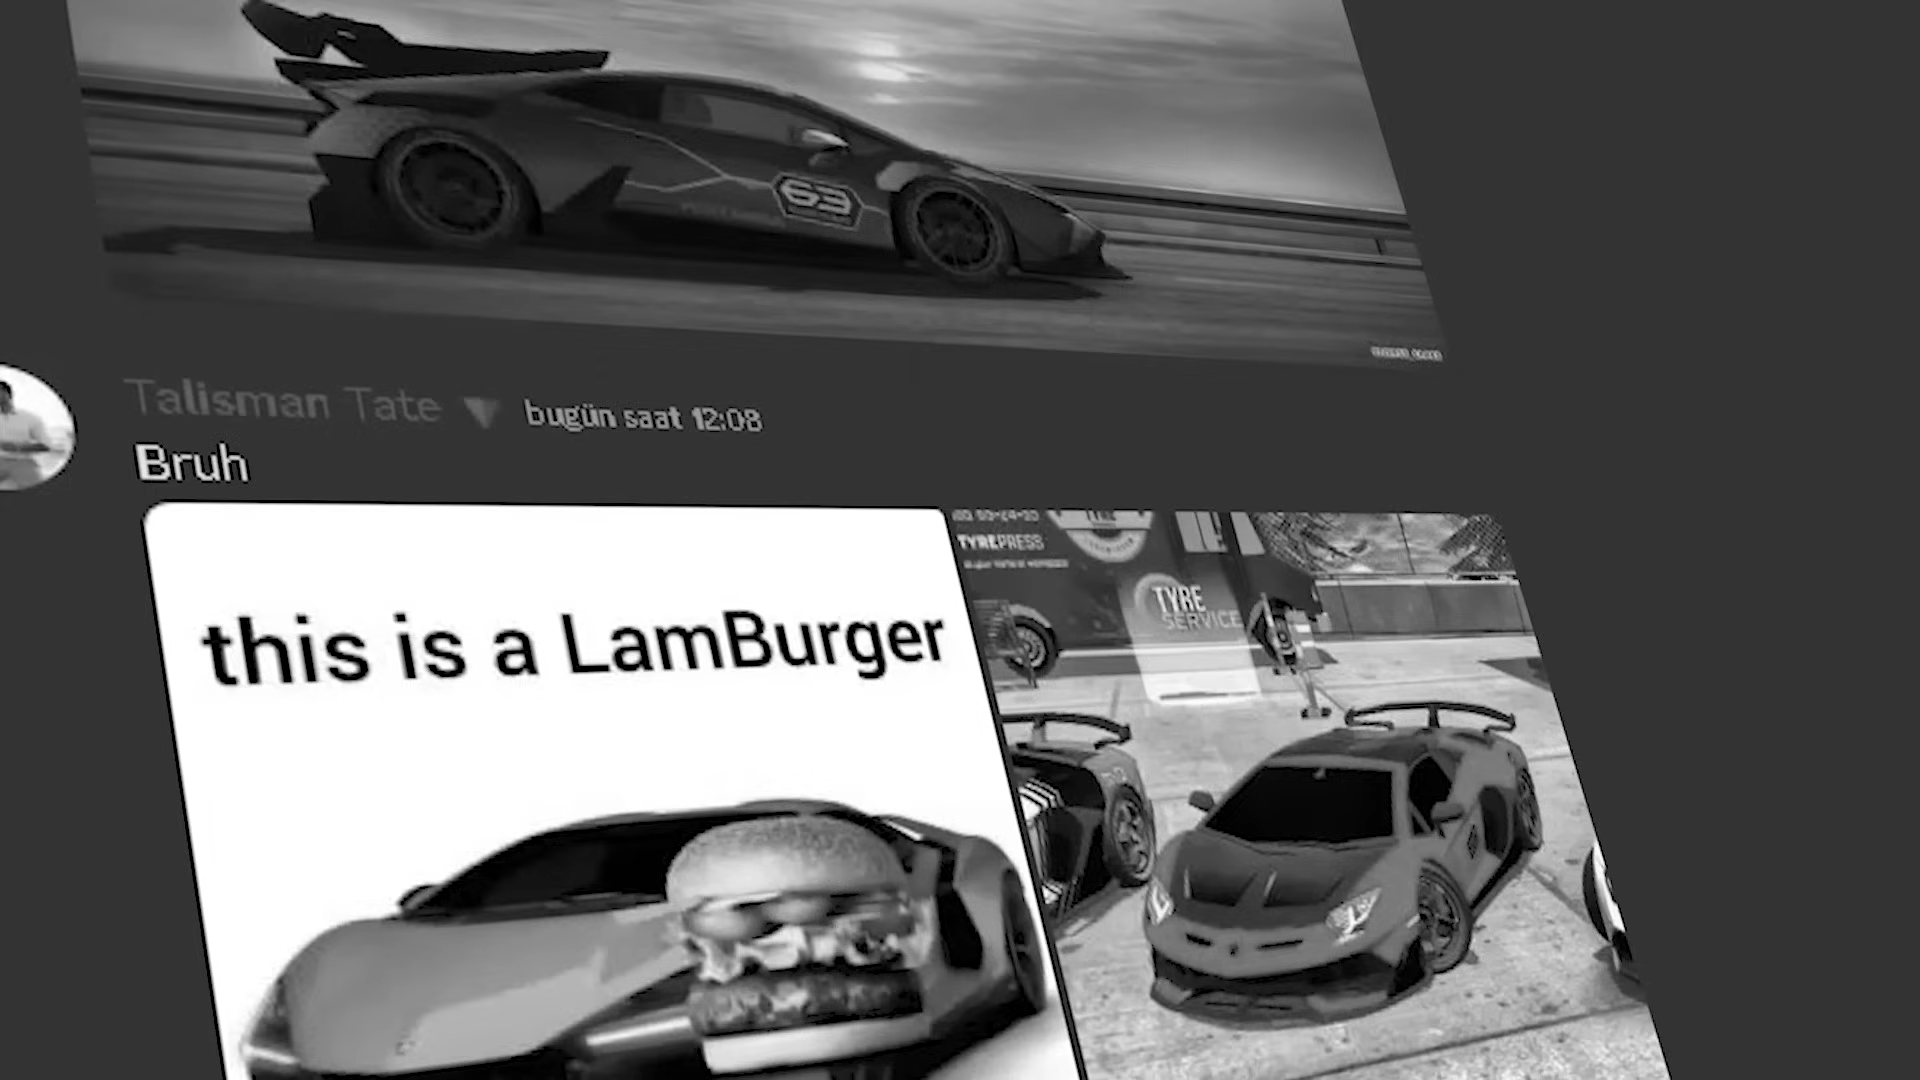 63
Talisman Tate bugün saat 12:08
Bruh
this is a LamBurger
TYREPRESS
TYRE
SERVICE